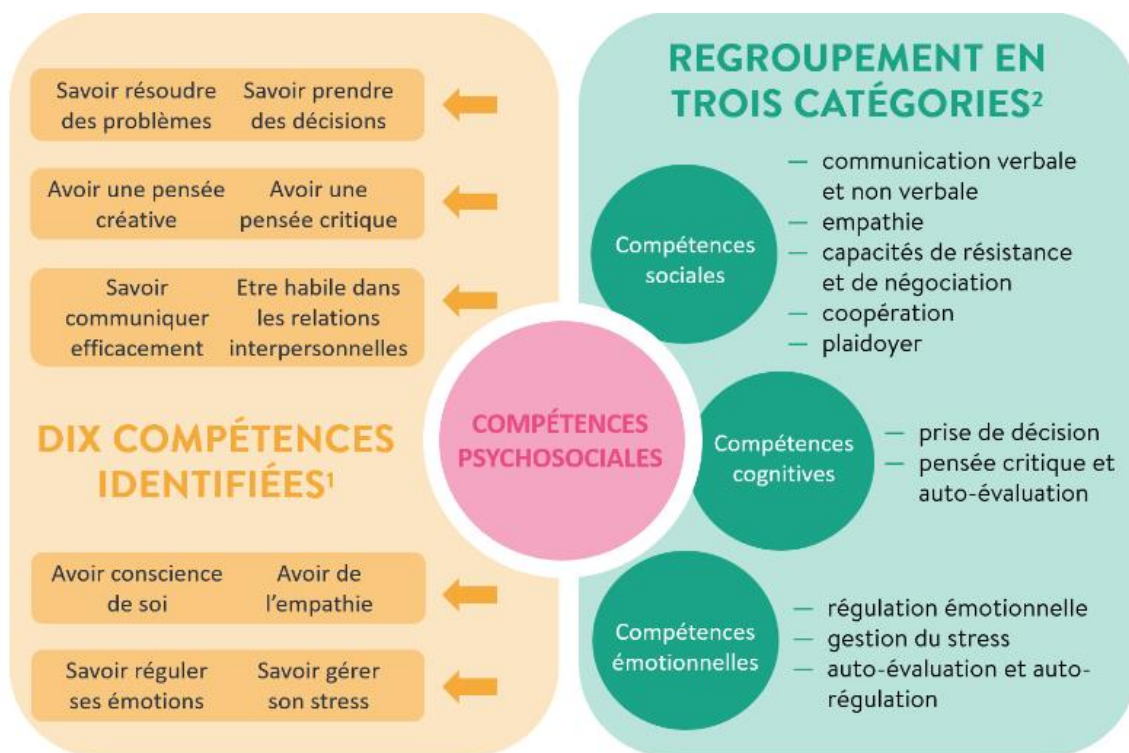 Savoir résoudre
des problèmes
Savoir prendre
des décisions
Avoir une pensée
créative
Avoir une
pensée critique
Savoir
communiquer
efficacement
Etre habile dans
les relations
interpersonnelles
DIX COMPÉTENCES
IDENTIFIÉES¹
Avoir conscience
de soi
Avoir de
l'empathie
Savoir réguler
ses émotions
Savoir gérer
son stress
COMPÉTENCES
PSYCHOSOCIALES
REGROUPEMENT EN
TROIS CATÉGORIES²
Compétences
sociales
— communication verbale
et non verbale
— empathie
— capacités de résistance
et de négociation
— coopération
— plaidoyer
Compétences
cognitives
— prise de décision
— pensée critique et
auto-évaluation
Compétences
émotionnelles
— régulation émotionnelle
— gestion du stress
— auto-évaluation et auto-
régulation